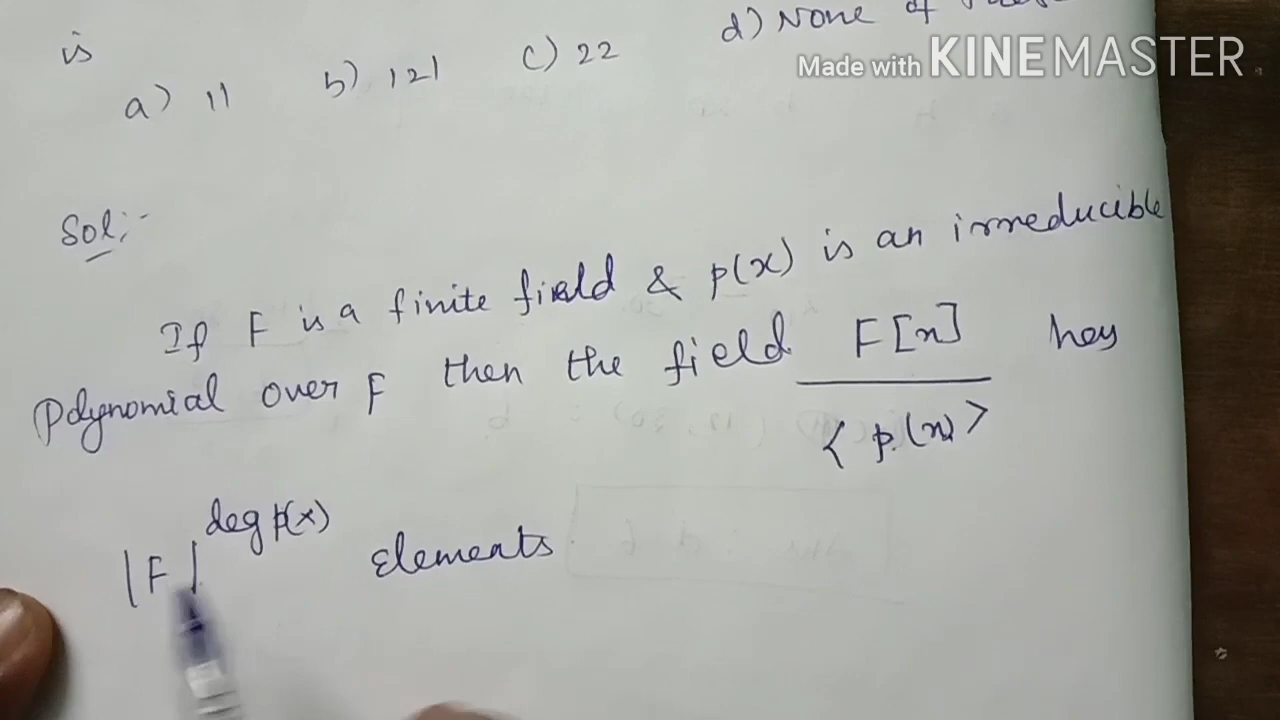 is
a) 11 b) 121 c) 22 d) None of
Made with KINEMASTER
Sol:-
If F is a finite field & p(x) is an irreducible
Polynomial over F then the field F[x] has
< p(x) >
|F|^deg p(x) elements